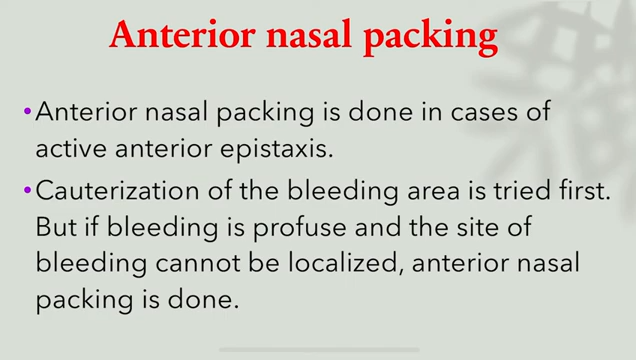 Anterior nasal packing
•Anterior nasal packing is done in cases of
active anterior epistaxis.
•Cauterization of the bleeding area is tried first.
But if bleeding is profuse and the site of
bleeding cannot be localized, anterior nasal
packing is done.